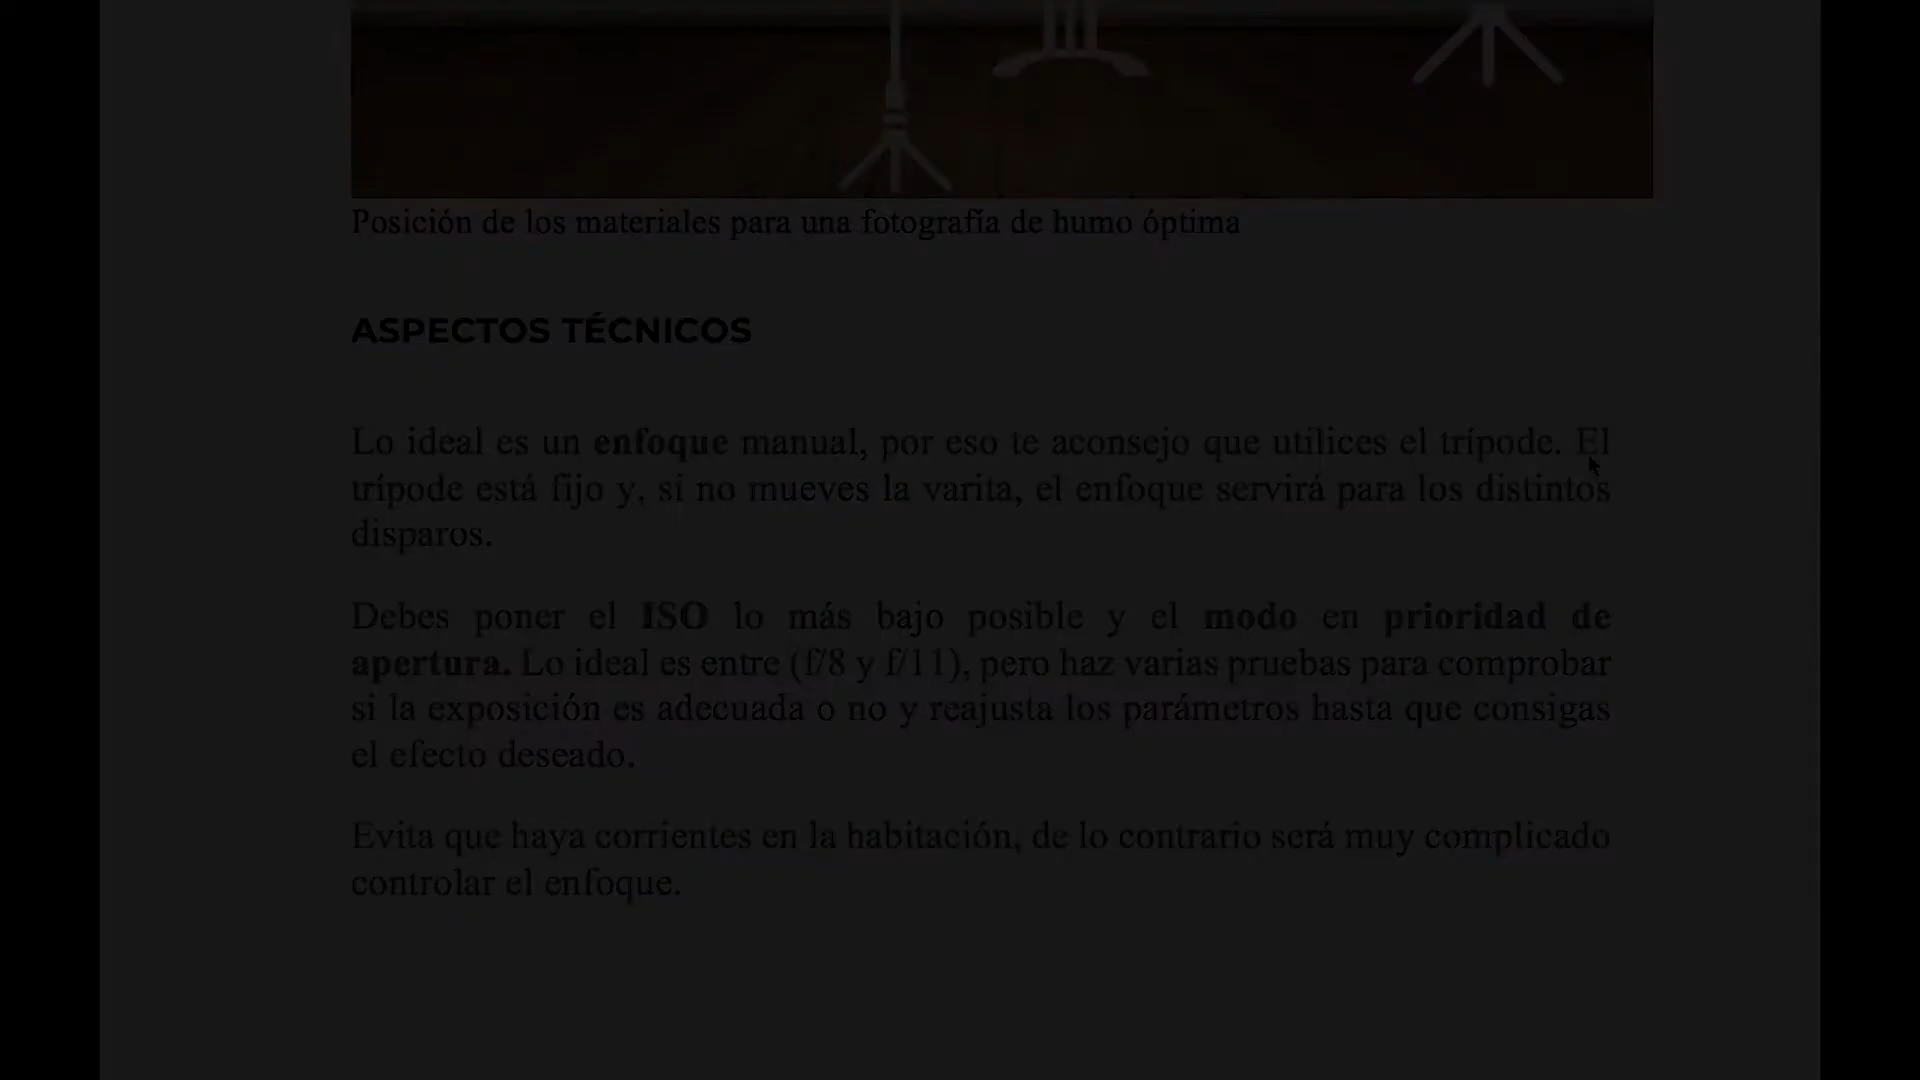 Posición de los materiales para una fotografía de humo óptima
ASPECTOS TÉCNICOS
Lo ideal es un enfoque manual, por eso te aconsejo que utilices el trípode. El
trípode está fijo y, si no mueves la varita, el enfoque servirá para los distintos
disparos.
Debes poner el ISO lo más bajo posible y el modo en prioridad de
apertura. Lo ideal es entre (f/8 y f/11), pero haz varias pruebas para comprobar
si la exposición es adecuada o no y reajusta los parámetros hasta que consigas
el efecto deseado.
Evita que haya corrientes en la habitación, de lo contrario será muy complicado
controlar el enfoque.